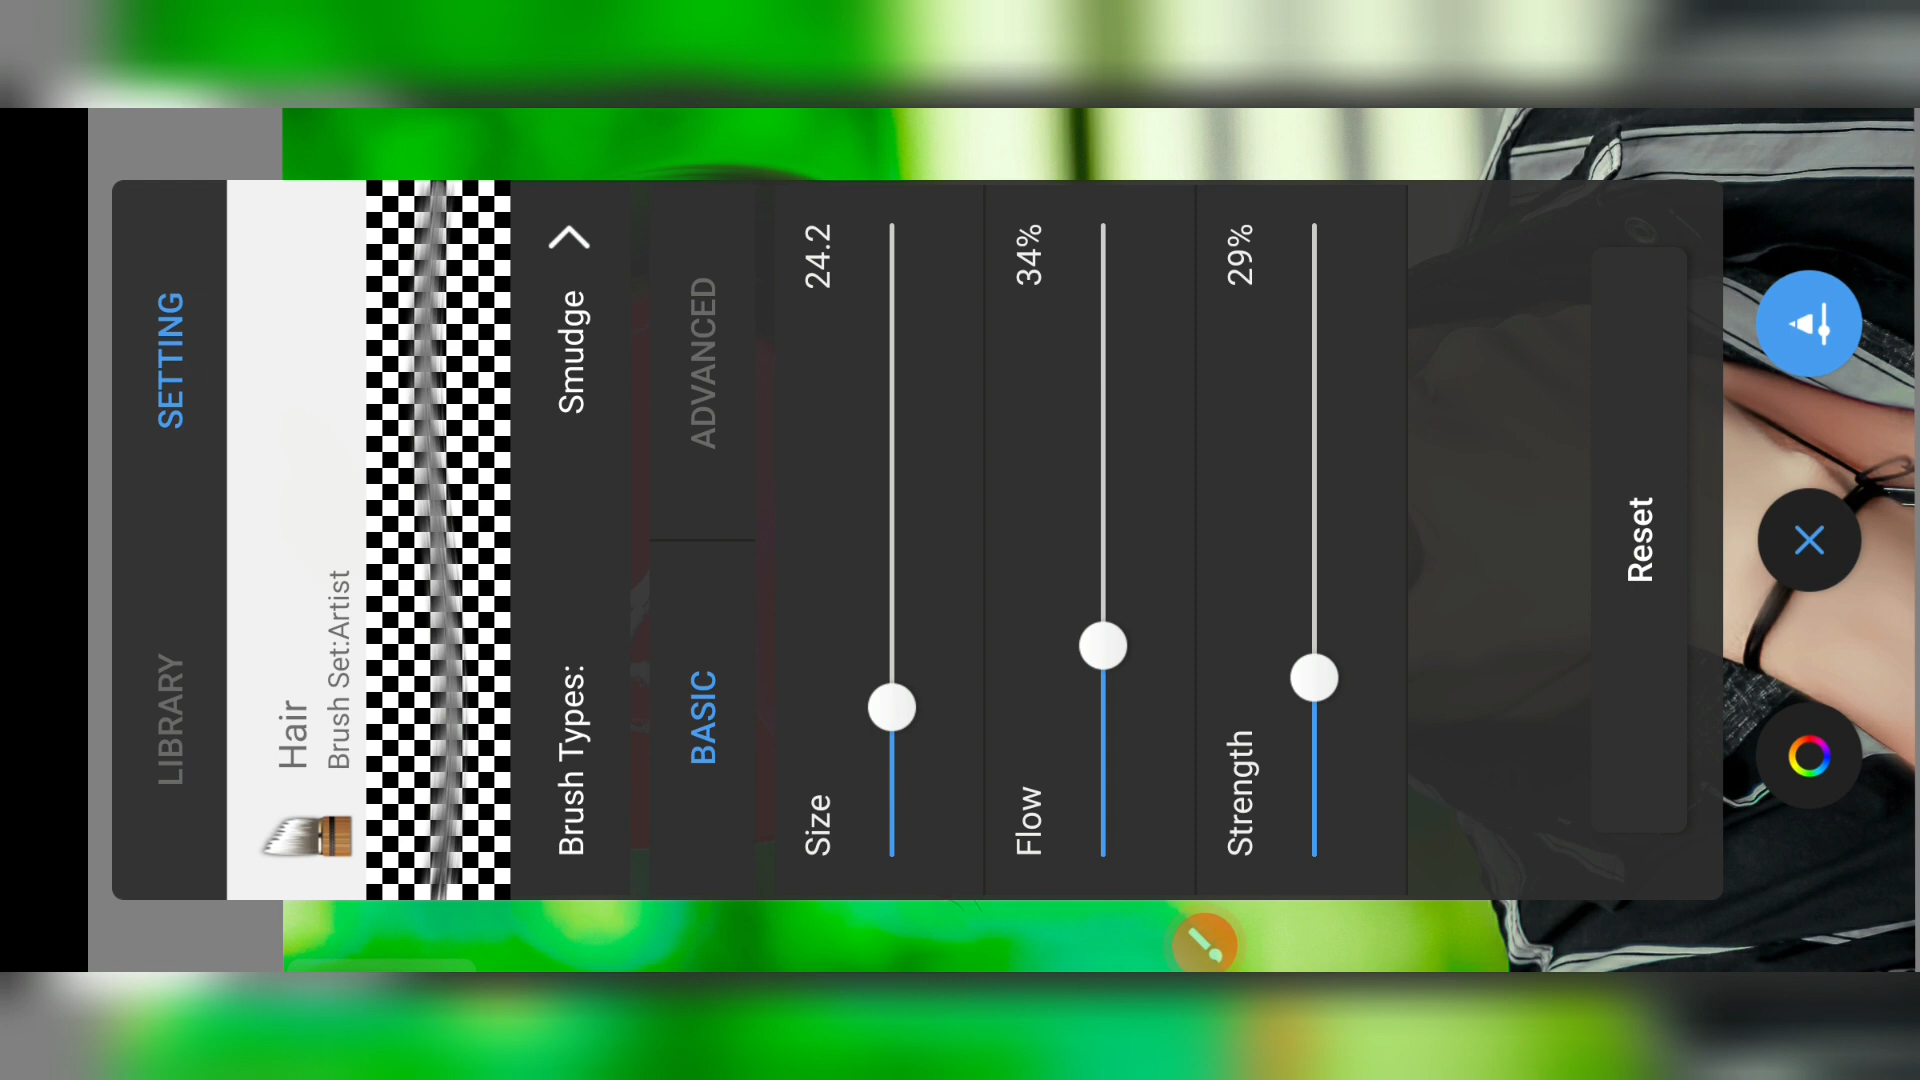 LIBRARY SETTING
Hair
Brush Set:Artist
Brush Types: Smudge
BASIC ADVANCED
Size 24.2
Flow 34%
Strength 29%
Reset